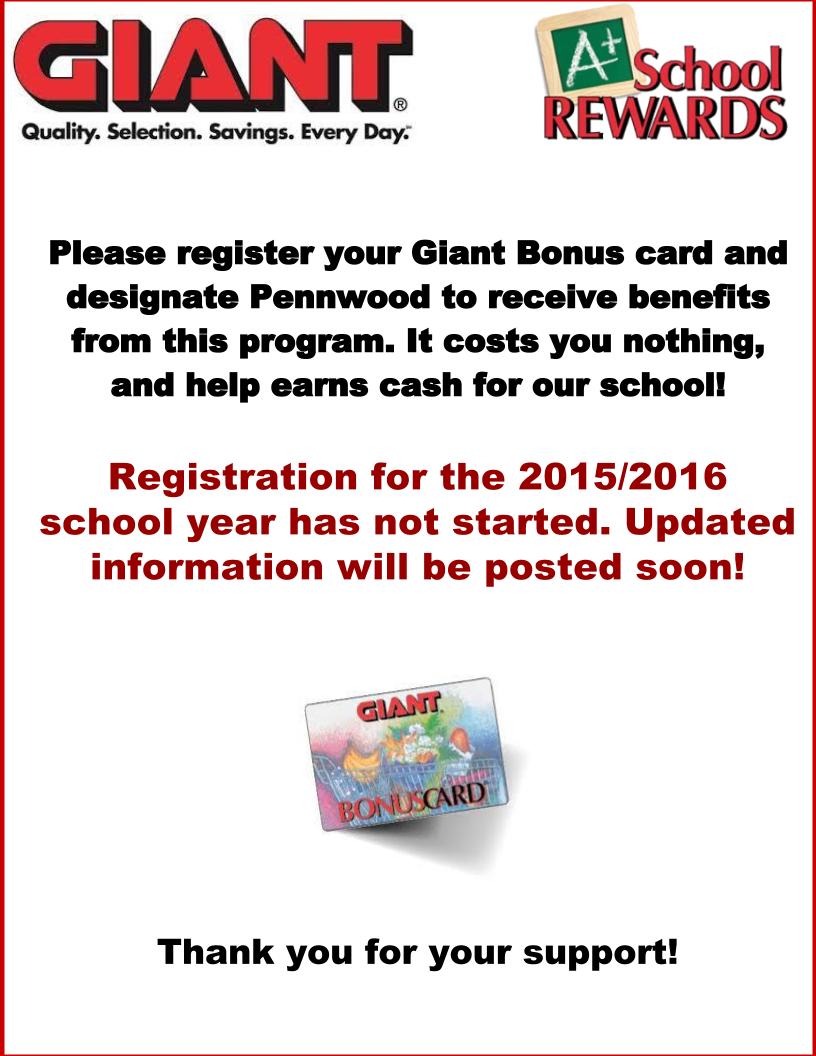 GIANT®
Quality. Selection. Savings. Every Day.℠
A+ School
REWARDS
Please register your Giant Bonus card and
designate Pennwood to receive benefits
from this program. It costs you nothing,
and help earns cash for our school!
Registration for the 2015/2016
school year has not started. Updated
information will be posted soon!
GIANT
BONUSCARD
Thank you for your support!